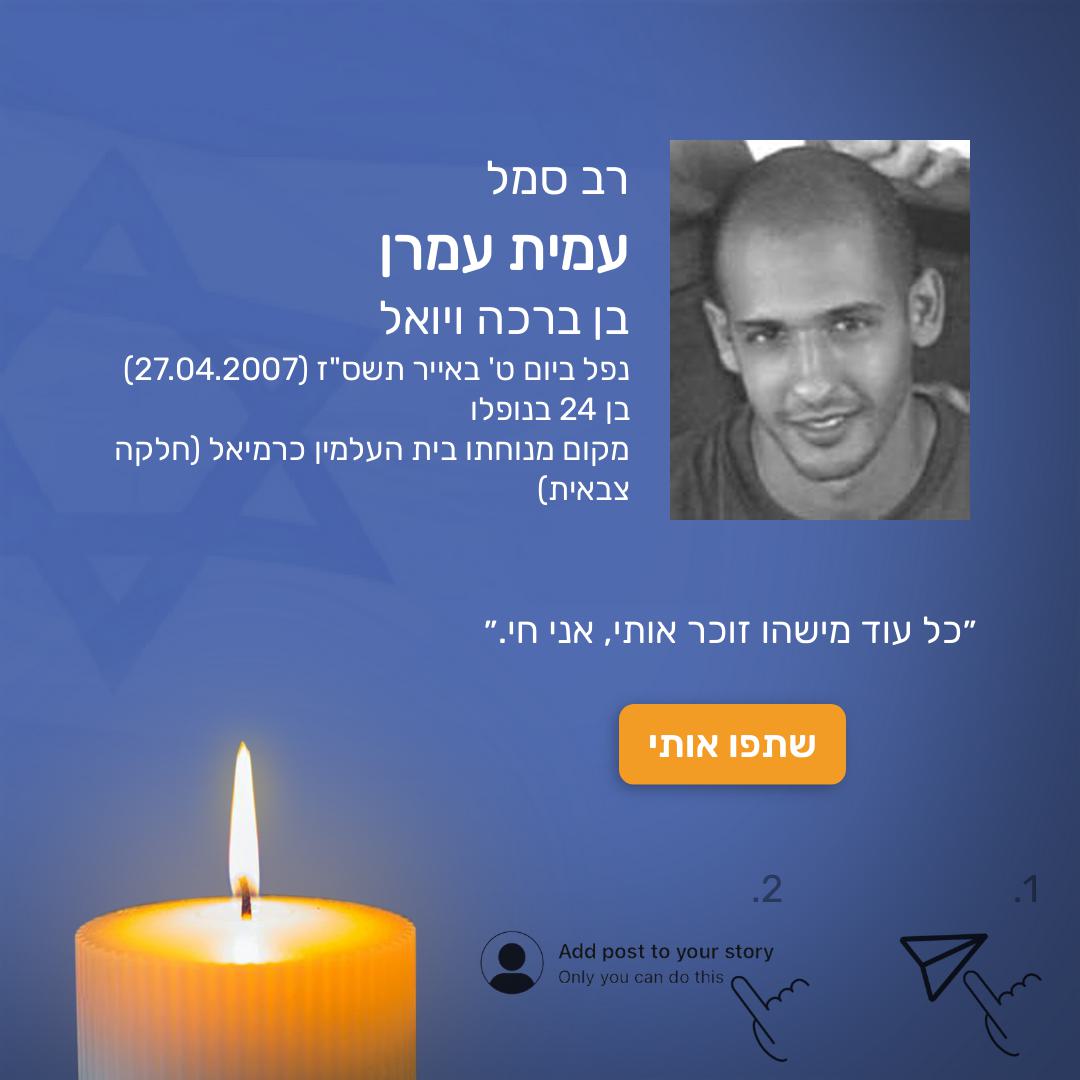 רב סמל
עמית עמרן
בן ברכה ויואל
נפל ביום ט' באייר תשס"ז (27.04.2007)
בן 24 בנופלו
מקום מנוחתו בית העלמין כרמיאל (חלקה
צבאית)
״כל עוד מישהו זוכר אותי, אני חי.״
שתפו אותי
.1
.2
Add post to your story
Only you can do this